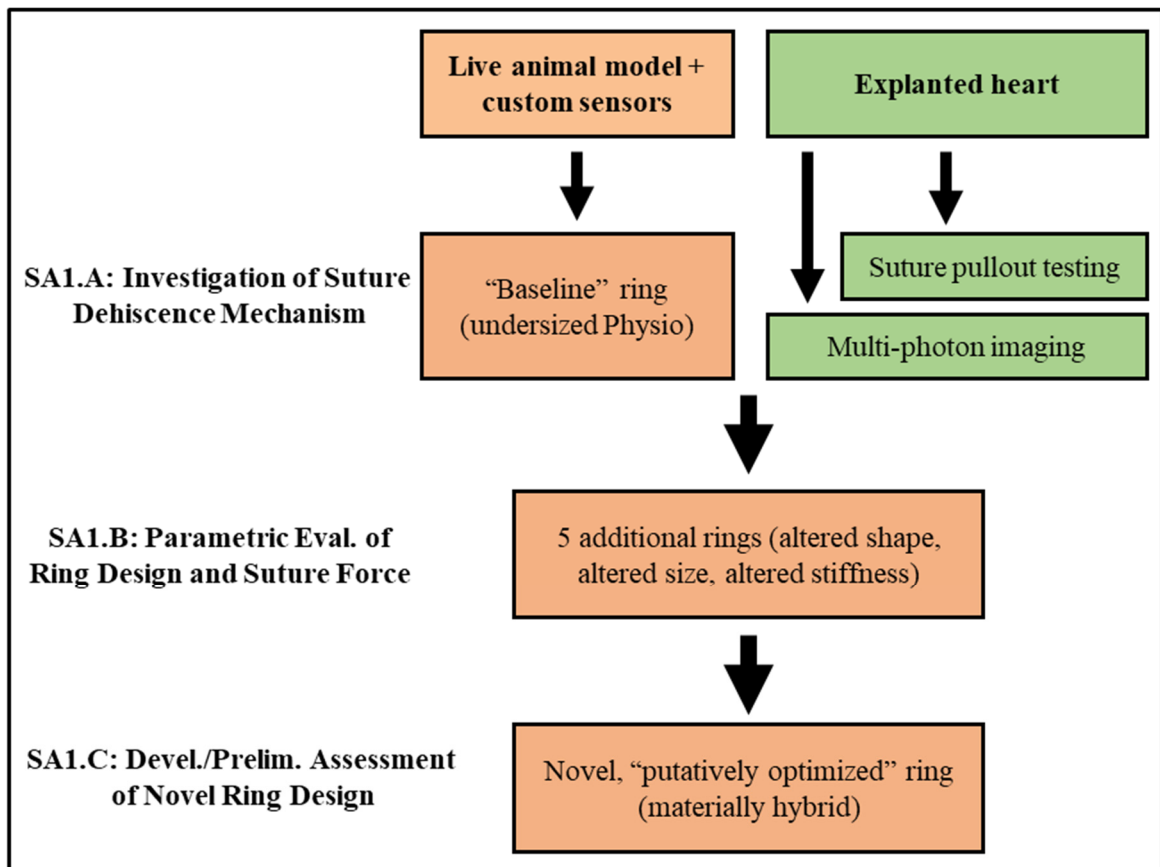 Live animal model +
custom sensors
Explanted heart
SA1.A: Investigation of Suture
Dehiscence Mechanism
“Baseline” ring
(undersized Physio)
Suture pullout testing
Multi-photon imaging
SA1.B: Parametric Eval. of
Ring Design and Suture Force
5 additional rings (altered shape,
altered size, altered stiffness)
SA1.C: Devel./Prelim. Assessment
of Novel Ring Design
Novel, “putatively optimized” ring
(materially hybrid)